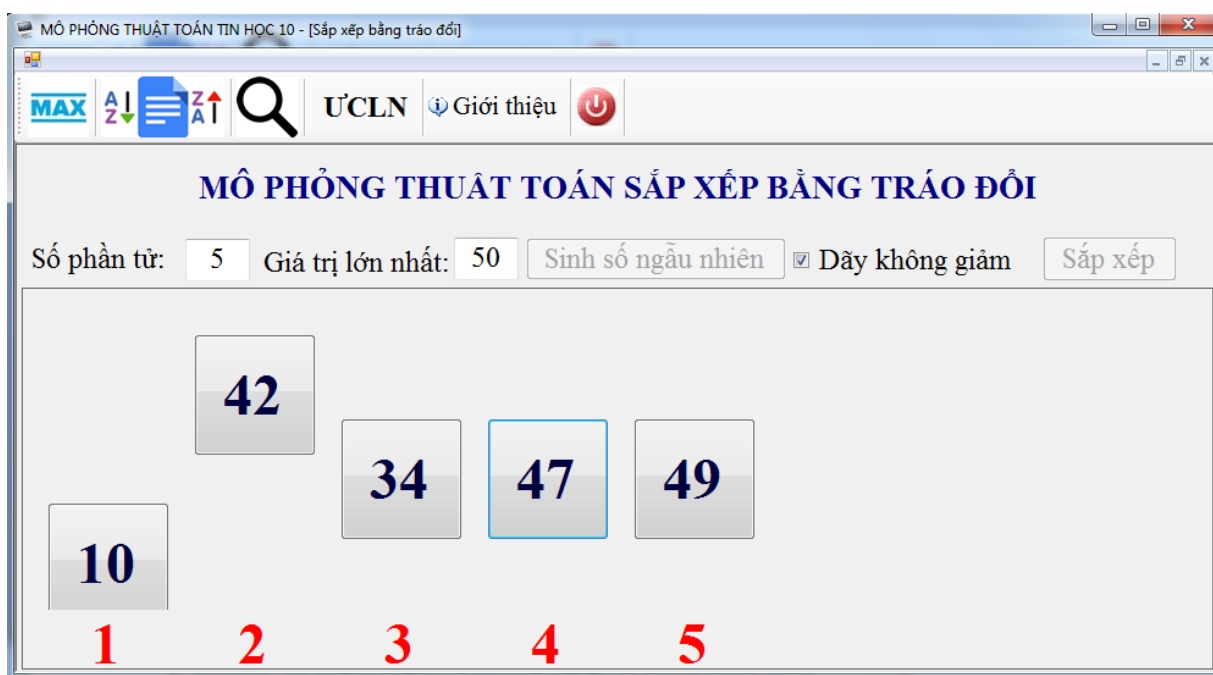 MÔ PHỎNG THUẬT TOÁN TIN HỌC 10 - [Sắp xếp bằng tráo đổi]
MAX A Z Z A ƯCLN Giới thiệu
MÔ PHỎNG THUÂT TOÁN SẮP XẾP BẰNG TRÁO ĐỔI
Số phần tử: 5 Giá trị lớn nhất: 50 Sinh số ngẫu nhiên Dãy không giảm Sắp xếp
42
34 47 49
10
1 2 3 4 5